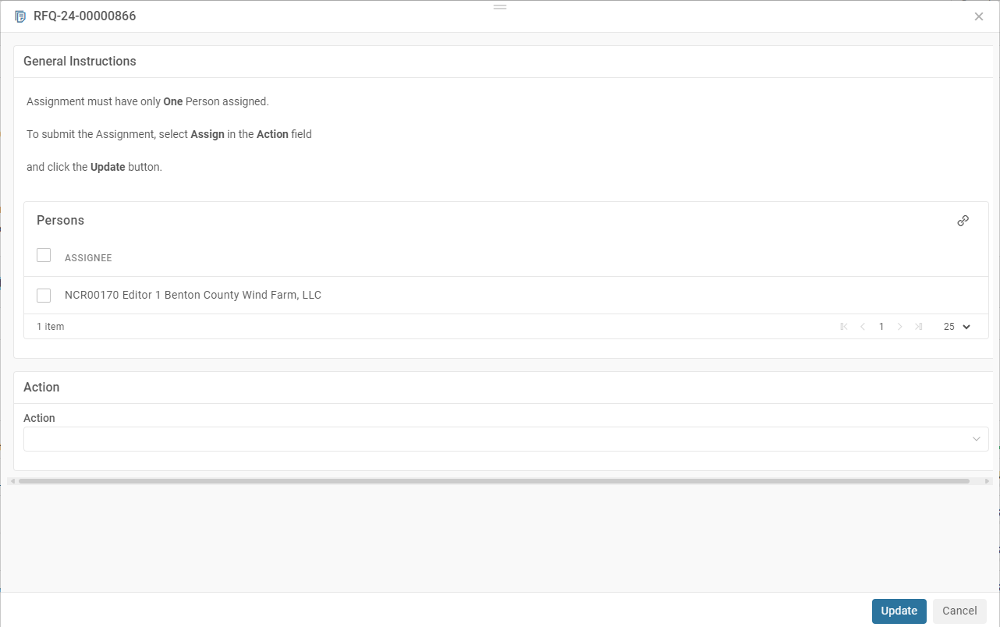 RFQ-24-00000866
General Instructions
Assignment must have only One Person assigned.
To submit the Assignment, select Assign in the Action field
and click the Update button.
Persons
ASSIGNEE
NCR00170 Editor 1 Benton County Wind Farm, LLC
1 item
1
25
Action
Action
Update
Cancel